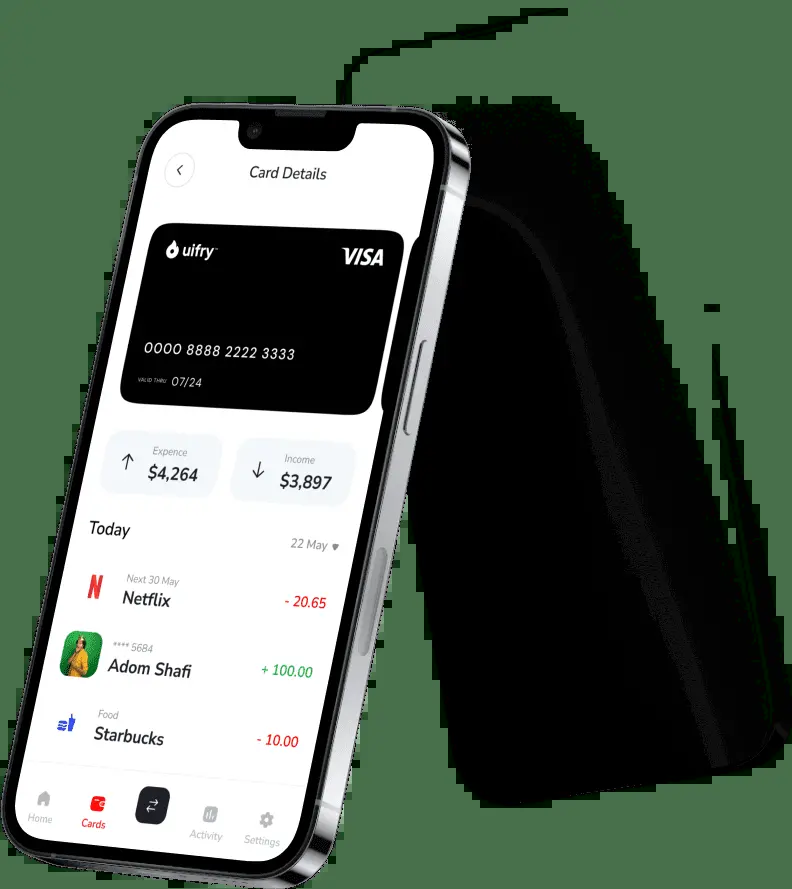 Card Details
uifry™
VISA
0000 8888 2222 3333
VALID THRU 07/24
Expence
$4,264
Income
$3,897
Today
22 May
Next 30 May
Netflix
- 20.65
**** 5684
Adom Shafi
+ 100.00
Food
Starbucks
- 10.00
Home
Cards
Activity
Settings